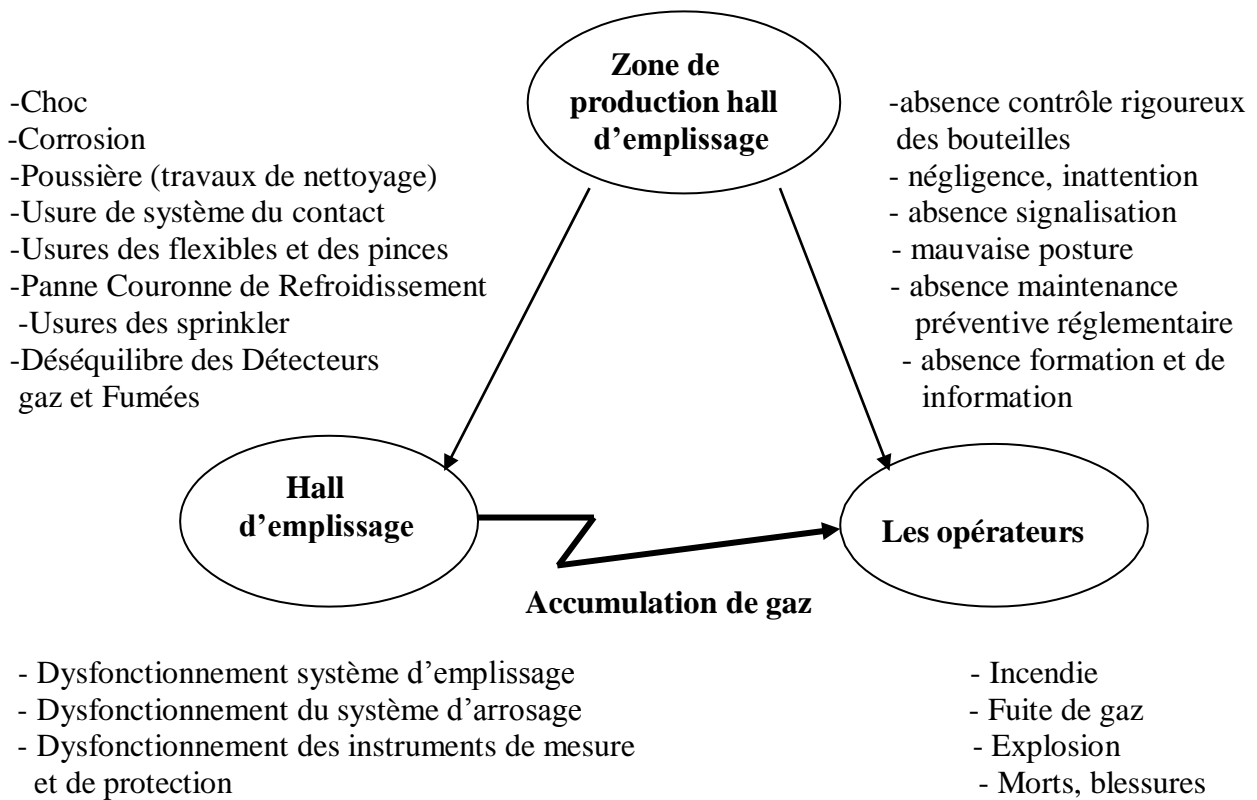 Zone de
production hall
d’emplissage
-Choc
-Corrosion
-Poussière (travaux de nettoyage)
-Usure de système du contact
-Usures des flexibles et des pinces
-Panne Couronne de Refroidissement
-Usures des sprinkler
-Déséquilibre des Détecteurs
gaz et Fumées
-absence contrôle rigoureux
des bouteilles
- négligence, inattention
- absence signalisation
- mauvaise posture
- absence maintenance
préventive réglementaire
- absence formation et de
information
Hall
d’emplissage
Les opérateurs
Accumulation de gaz
- Dysfonctionnement système d’emplissage
- Dysfonctionnement du système d’arrosage
- Dysfonctionnement des instruments de mesure
et de protection
- Incendie
- Fuite de gaz
- Explosion
- Morts, blessures